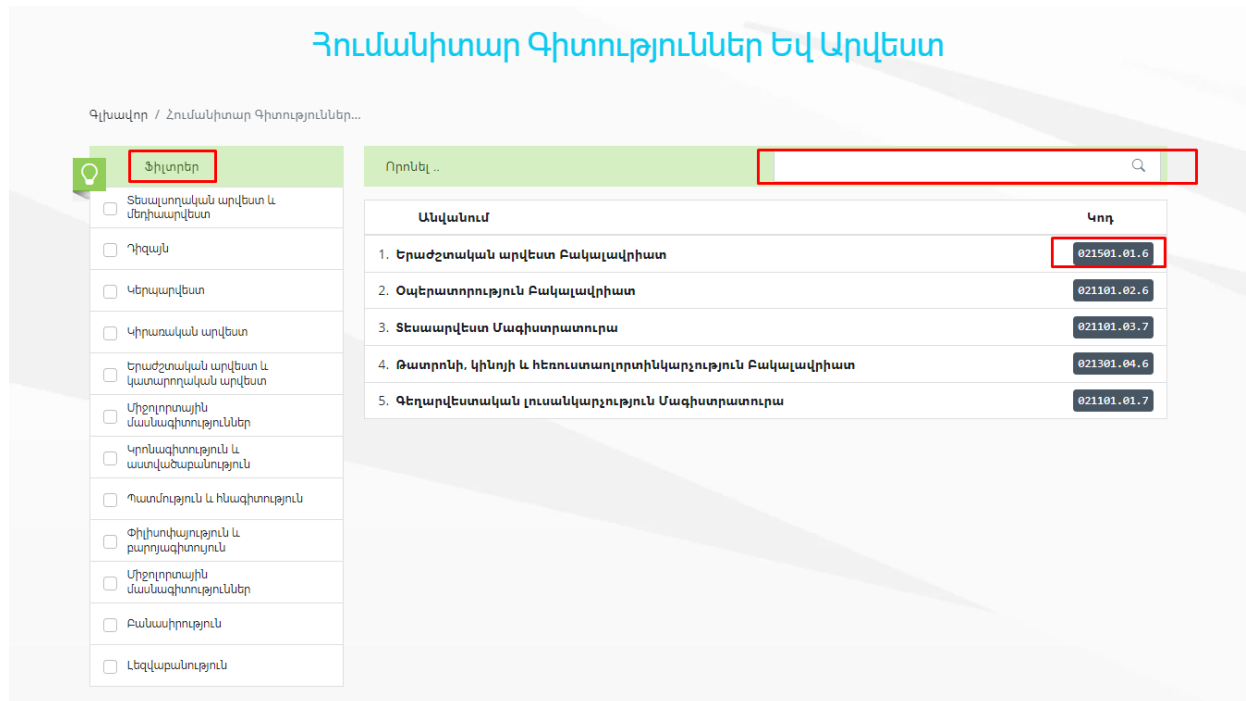 Հումանիտար Գիտություններ Եվ Արվեստ
Գլխավոր / Հումանիտար Գիտություններ...
Ֆիլտրեր
Տեսալսողական արվեստ և
մեդիաարվեստ
Դիզայն
Կերպարվեստ
Կիրառական արվեստ
Երաժշտական արվեստ և
կատարողական արվեստ
Միջոլորտային
մասնագիտություններ
Կրոնագիտություն և
աստվածաբանություն
Պատմություն և հնագիտություն
Փիլիսոփայություն և
բարոյագիտույուն
Միջոլորտային
մասնագիտություններ
Բանասիրություն
Լեզվաբանություն
Որոնել ..
Անվանում Կոդ
1. Երաժշտական արվեստ Բակալավրիատ 021501.01.6
2. Օպերատորություն Բակալավրիատ 021101.02.6
3. Տեսաարվեստ Մագիստրատուրա 021101.03.7
4. Թատրոնի, կինոյի և հեռուստաոլորտինկարչություն Բակալավրիատ 021301.04.6
5. Գեղարվեստական լուսանկարչություն Մագիստրատուրա 021101.01.7